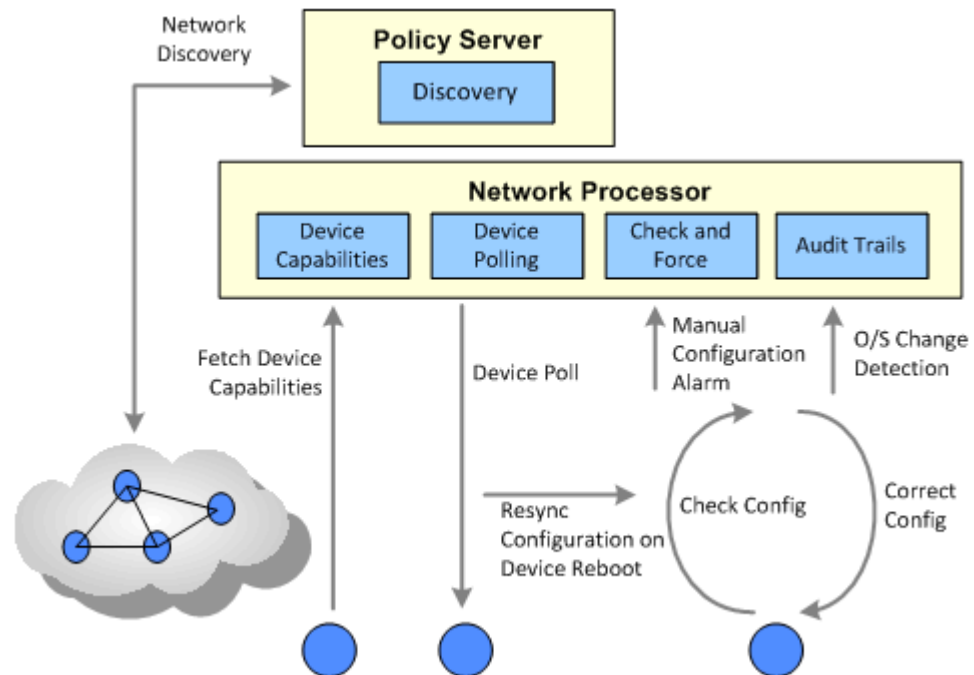 Network
Discovery
Policy Server
Discovery
Network Processor
Device
Capabilities
Device
Polling
Check and
Force
Audit Trails
Fetch Device
Capabilities
Device Poll
Manual
Configuration
Alarm
O/S Change
Detection
Resync
Configuration on
Device Reboot
Check Config
Correct
Config